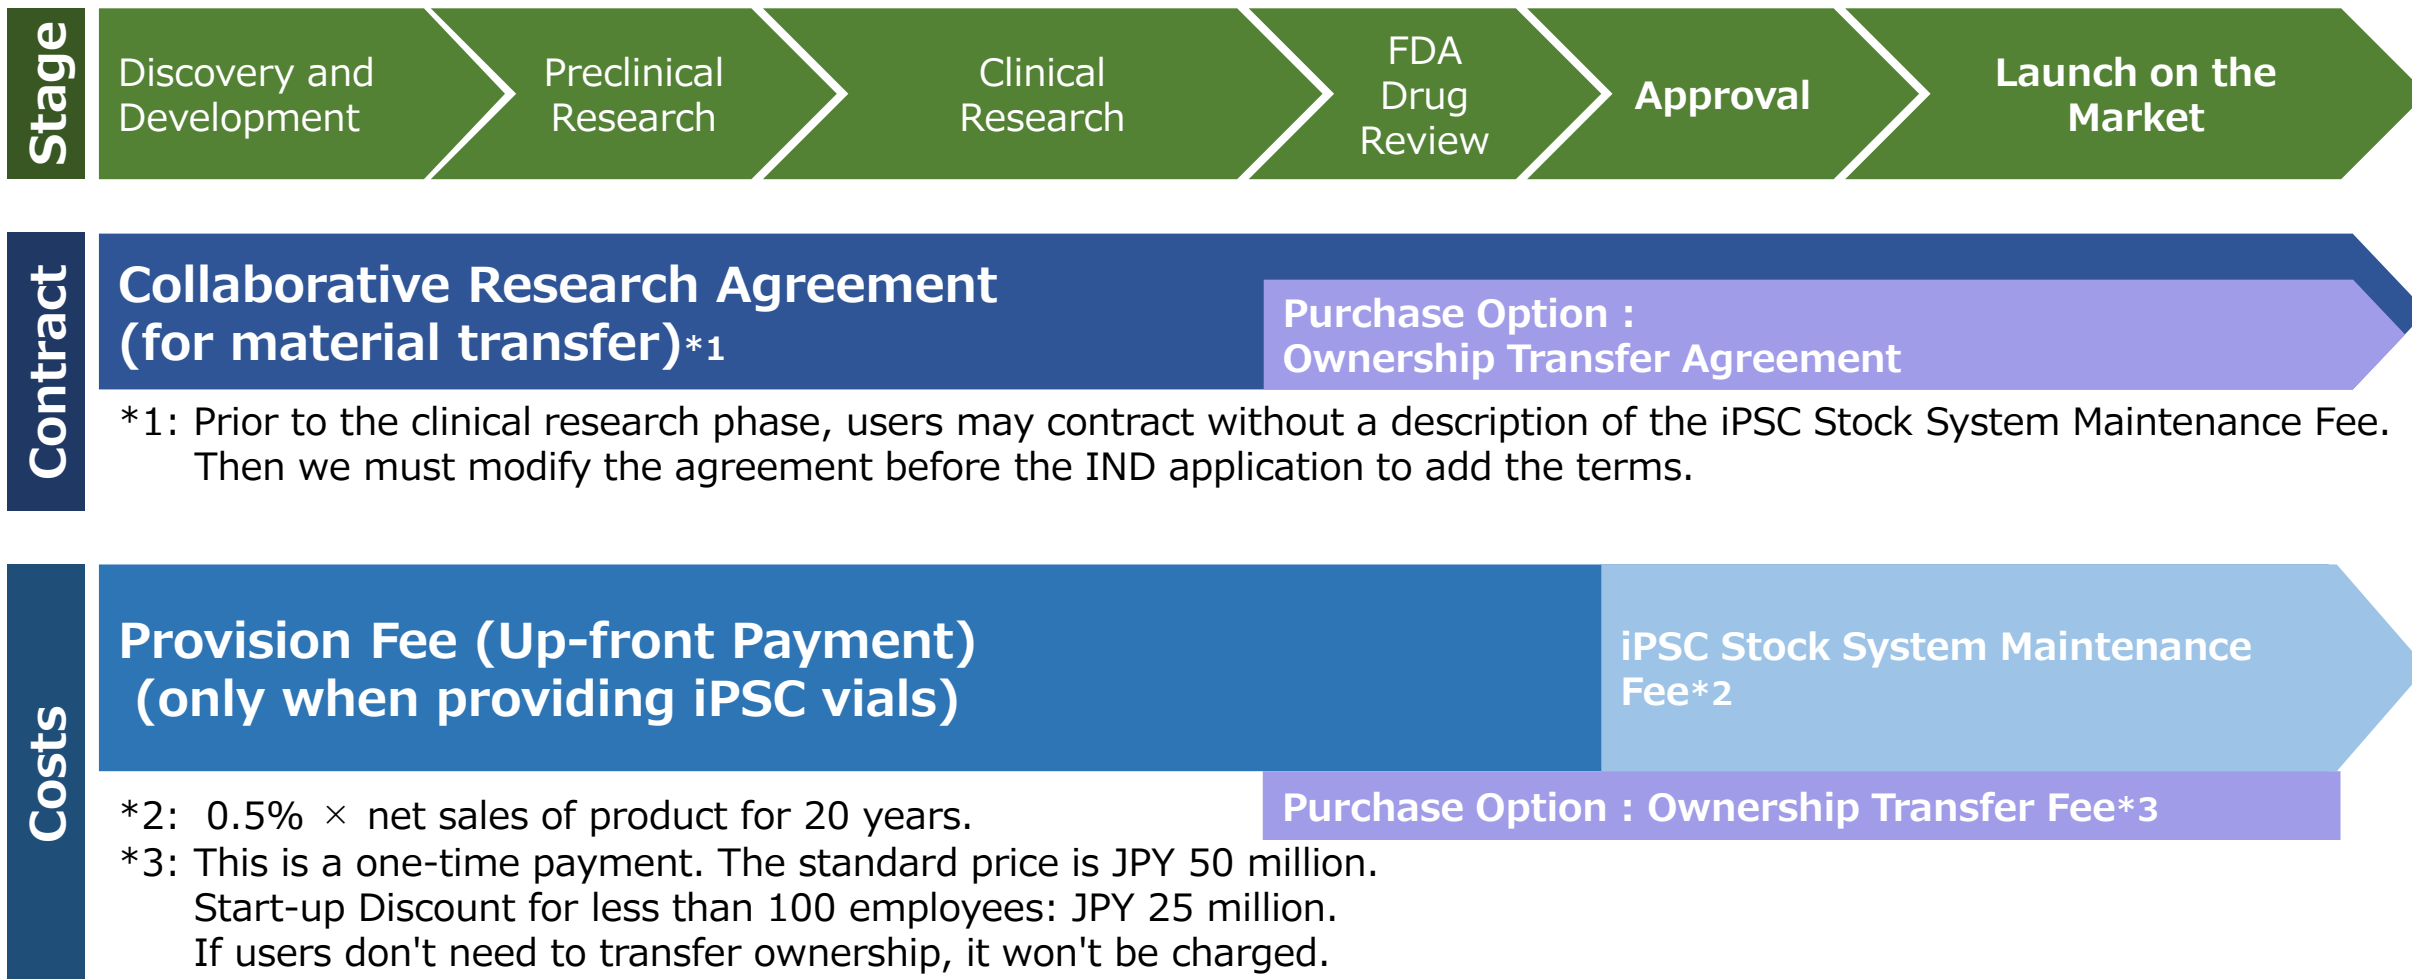 Stage
Discovery and
Development
Preclinical
Research
Clinical
Research
FDA
Drug
Review
Approval
Launch on the
Market
Contract
Collaborative Research Agreement
(for material transfer)*1
Purchase Option :
Ownership Transfer Agreement
*1: Prior to the clinical research phase, users may contract without a description of the iPSC Stock System Maintenance Fee.
Then we must modify the agreement before the IND application to add the terms.
Costs
Provision Fee (Up-front Payment)
(only when providing iPSC vials)
iPSC Stock System Maintenance
Fee*2
Purchase Option : Ownership Transfer Fee*3
*2: 0.5% × net sales of product for 20 years.
*3: This is a one-time payment. The standard price is JPY 50 million.
Start-up Discount for less than 100 employees: JPY 25 million.
If users don't need to transfer ownership, it won't be charged.